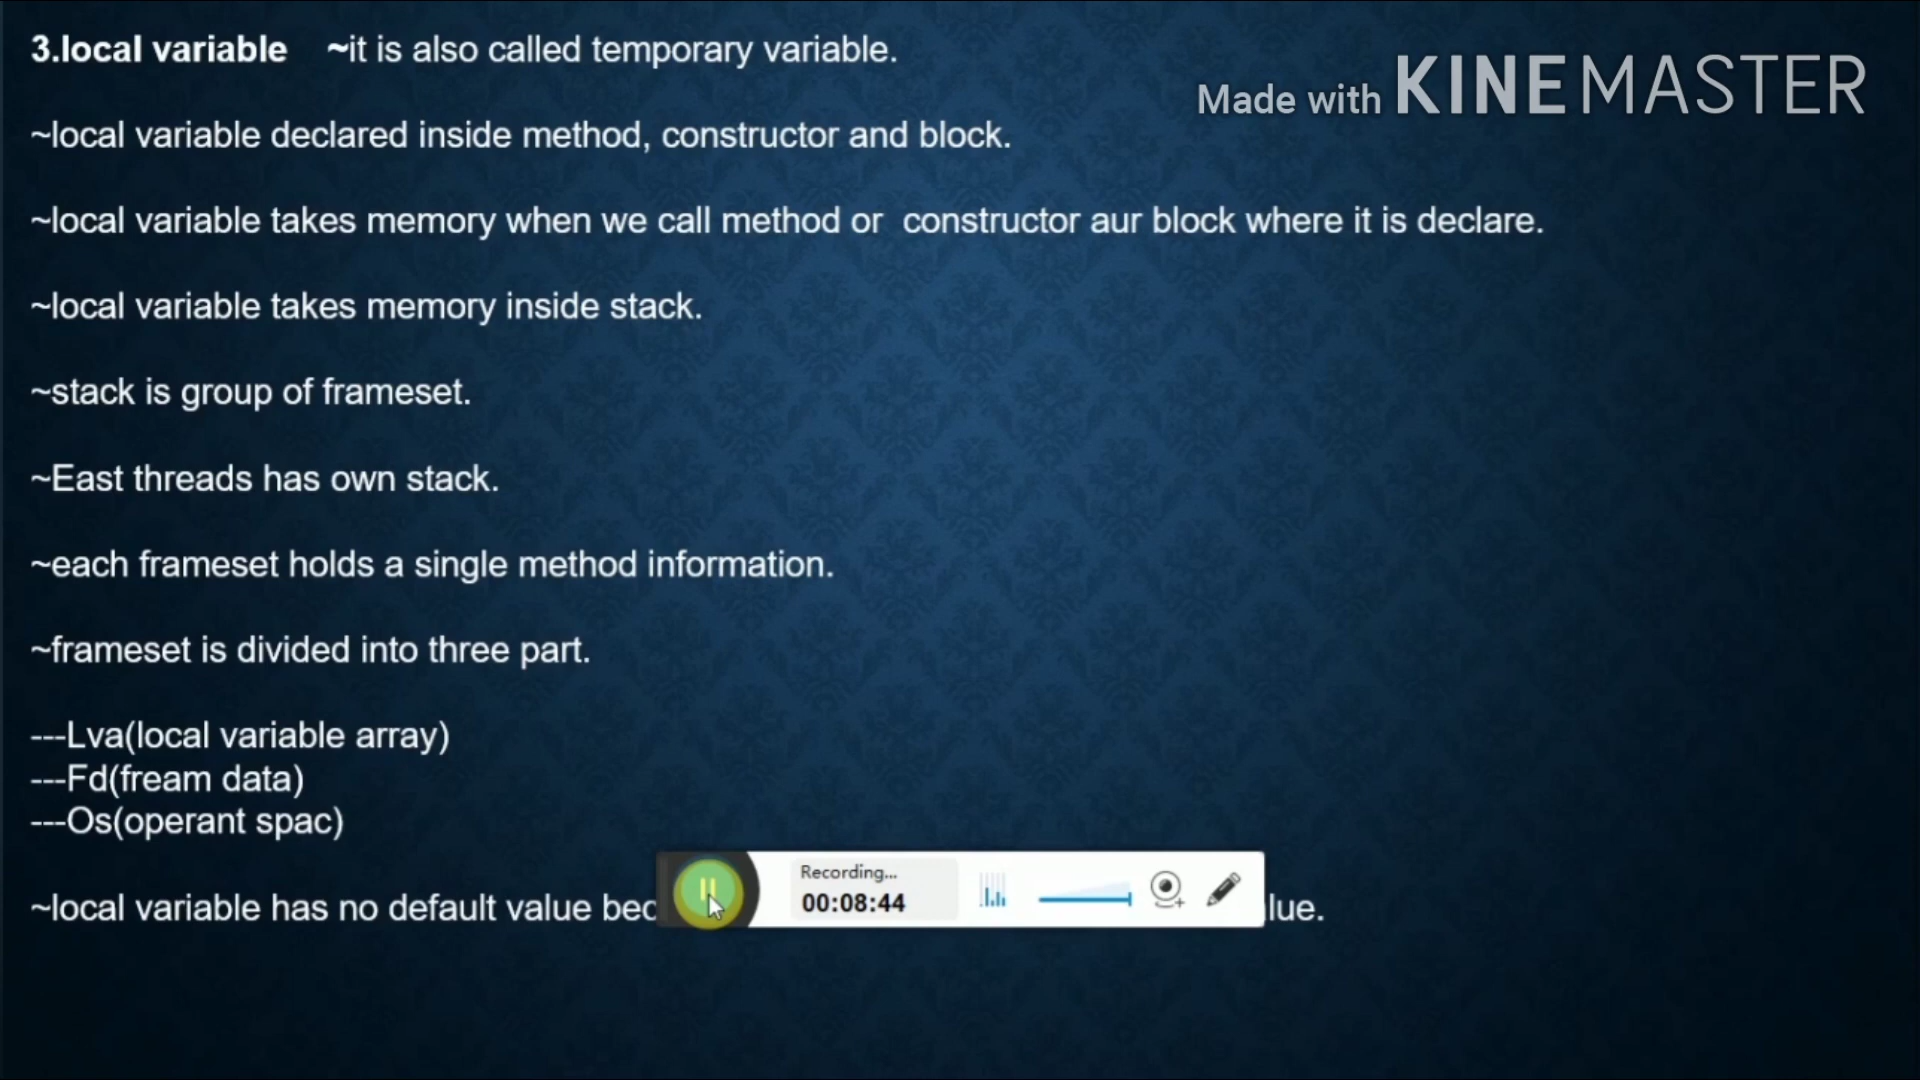 3.local variable ~it is also called temporary variable.
Made with KINEMASTER
~local variable declared inside method, constructor and block.
~local variable takes memory when we call method or constructor aur block where it is declare.
~local variable takes memory inside stack.
~stack is group of frameset.
~East threads has own stack.
~each frameset holds a single method information.
~frameset is divided into three part.
---Lva(local variable array)
---Fd(fream data)
---Os(operant spac)
Recording...
00:08:44
~local variable has no default value